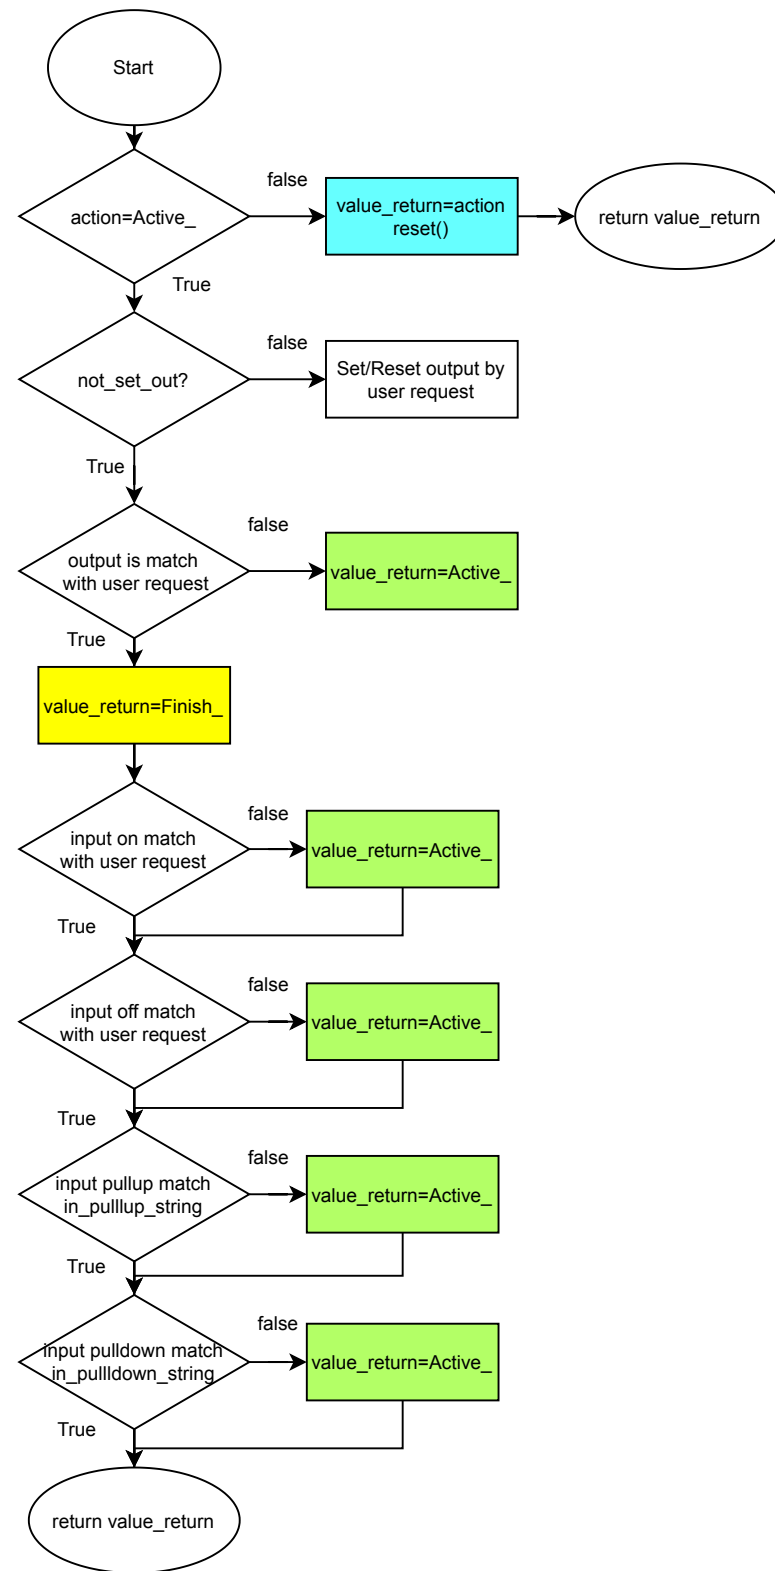 Start
action=Active_
false
value_return=action
reset()
return value_return
True
not_set_out?
false
Set/Reset output by
user request
True
output is match
with user request
false
value_return=Active_
True
value_return=Finish_
input on match
with user request
false
value_return=Active_
True
input off match
with user request
false
value_return=Active_
True
input pullup match
in_pulllup_string
false
value_return=Active_
True
input pulldown match
in_pullldown_string
false
value_return=Active_
True
return value_return